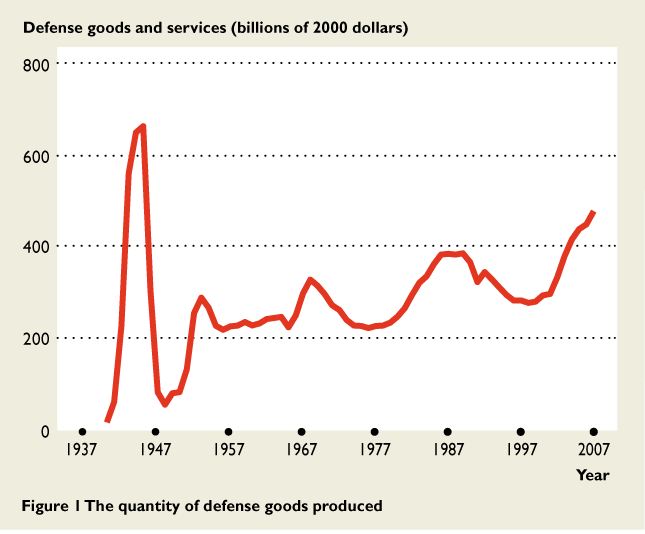 Defense goods and services (billions of 2000 dollars)
800
600
400
200
0
1937 1947 1957 1967 1977 1987 1997 2007
Year
Figure 1 The quantity of defense goods produced